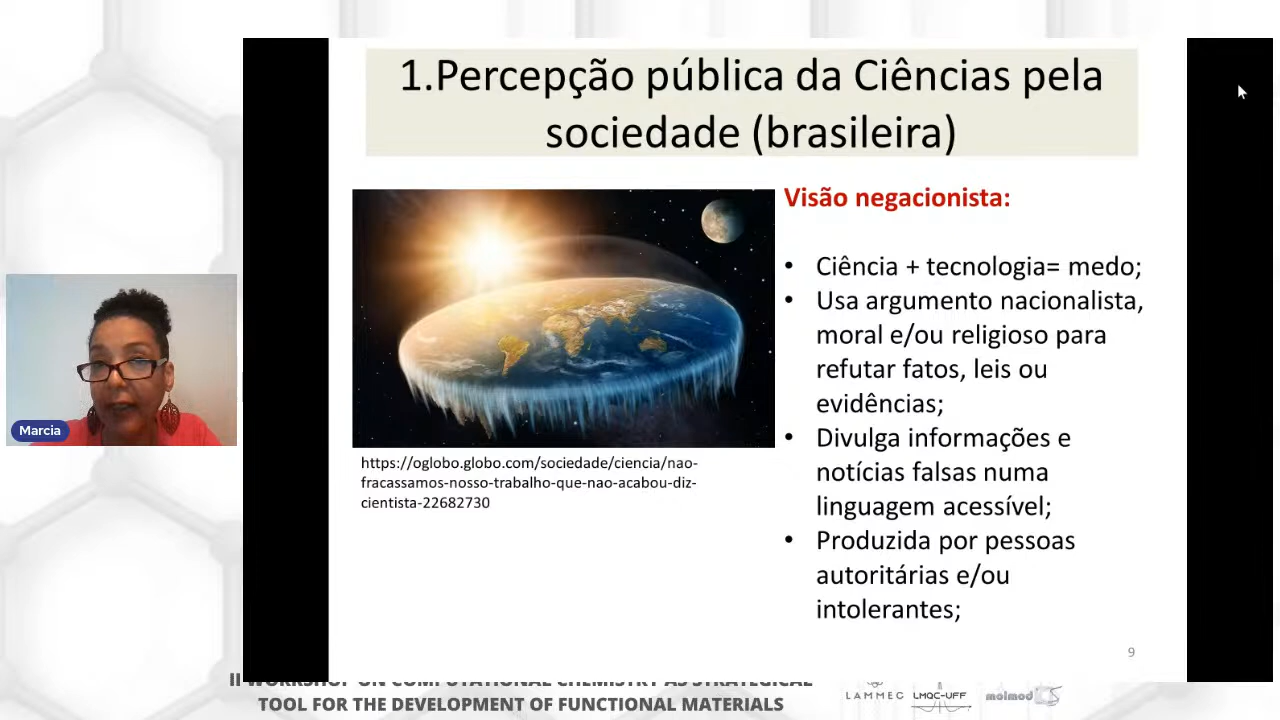 1.Percepção pública da Ciências pela
sociedade (brasileira)
Visão negacionista:
• Ciência + tecnologia= medo;
• Usa argumento nacionalista,
moral e/ou religioso para
refutar fatos, leis ou
evidências;
• Divulga informações e
notícias falsas numa
linguagem acessível;
• Produzida por pessoas
autoritárias e/ou
intolerantes;
https://oglobo.globo.com/sociedade/ciencia/nao-
fracassamos-nosso-trabalho-que-nao-acabou-diz-
cientista-22682730
9
Marcia
II WORKSHOP ON COMPUTATIONAL CHEMISTRY AS STRATEGICAL
TOOL FOR THE DEVELOPMENT OF FUNCTIONAL MATERIALS
LAMMEC
LMQC-UFF
molmod